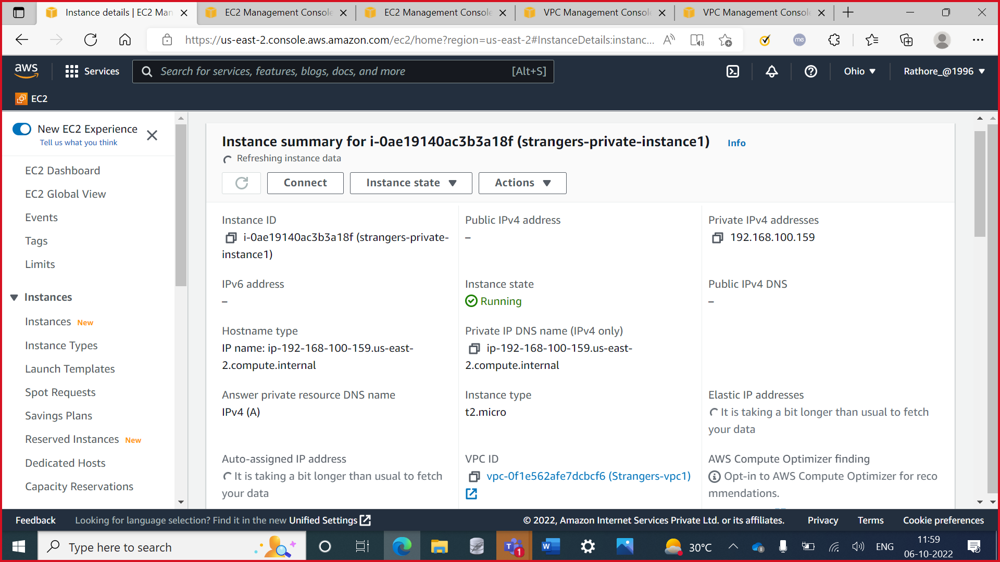 Instance details | EC2 Man
EC2 Management Console
EC2 Management Console
VPC Management Console
VPC Management Console
https://us-east-2.console.aws.amazon.com/ec2/home?region=us-east-2#InstanceDetails:instanc...
me
aws
Services
Search for services, features, blogs, docs, and more
[Alt+S]
Ohio
Rathore_@1996
EC2
New EC2 Experience
Tell us what you think
EC2 Dashboard
EC2 Global View
Events
Tags
Limits
Instances
Instances New
Instance Types
Launch Templates
Spot Requests
Savings Plans
Reserved Instances New
Dedicated Hosts
Capacity Reservations
Instance summary for i-0ae19140ac3b3a18f (strangers-private-instance1) Info
Refreshing instance data
Connect
Instance state
Actions
Instance ID
i-0ae19140ac3b3a18f (strangers-private-
instance1)
Public IPv4 address
–
Private IPv4 addresses
192.168.100.159
IPv6 address
–
Instance state
Running
Public IPv4 DNS
–
Hostname type
IP name: ip-192-168-100-159.us-east-
2.compute.internal
Private IP DNS name (IPv4 only)
ip-192-168-100-159.us-east-
2.compute.internal
Answer private resource DNS name
IPv4 (A)
Instance type
t2.micro
Elastic IP addresses
It is taking a bit longer than usual to fetch
your data
Auto-assigned IP address
It is taking a bit longer than usual to fetch
your data
VPC ID
vpc-0f1e562afe7dcbcf6 (Strangers-vpc1)
AWS Compute Optimizer finding
Opt-in to AWS Compute Optimizer for reco
mmendations.
Feedback
Looking for language selection? Find it in the new Unified Settings
© 2022, Amazon Internet Services Private Ltd. or its affiliates.
Privacy
Terms
Cookie preferences
Type here to search
1
30°C
ENG
11:59
06-10-2022